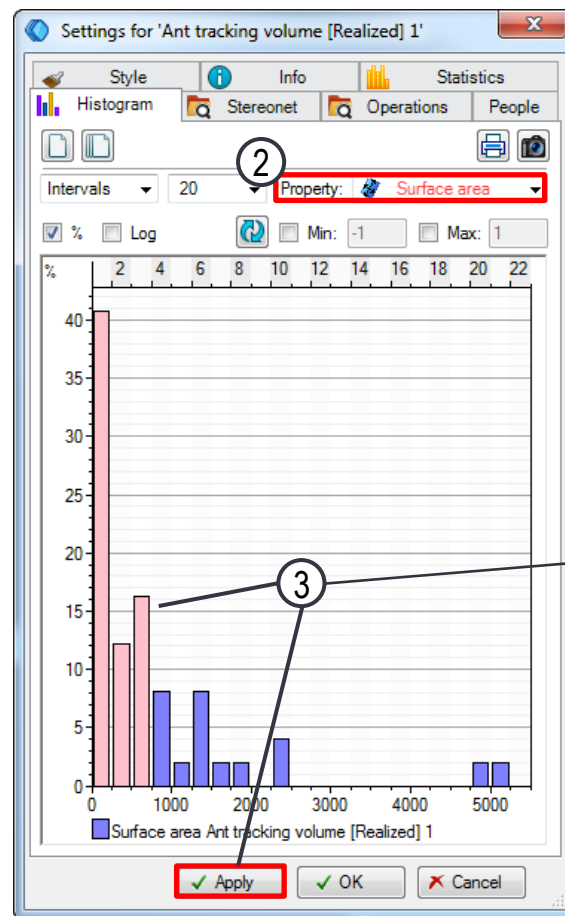 Settings for 'Ant tracking volume [Realized] 1'
Style Info Statistics
Histogram Stereonet Operations People
2
Intervals 20 Property: Surface area
% Log Min: -1 Max: 1
% 2 4 6 8 10 12 14 16 18 20 22
40
35
30
25
20
3
15
10
5
0
0 1000 2000 3000 4000 5000
Surface area Ant tracking volume [Realized] 1
Apply OK Cancel